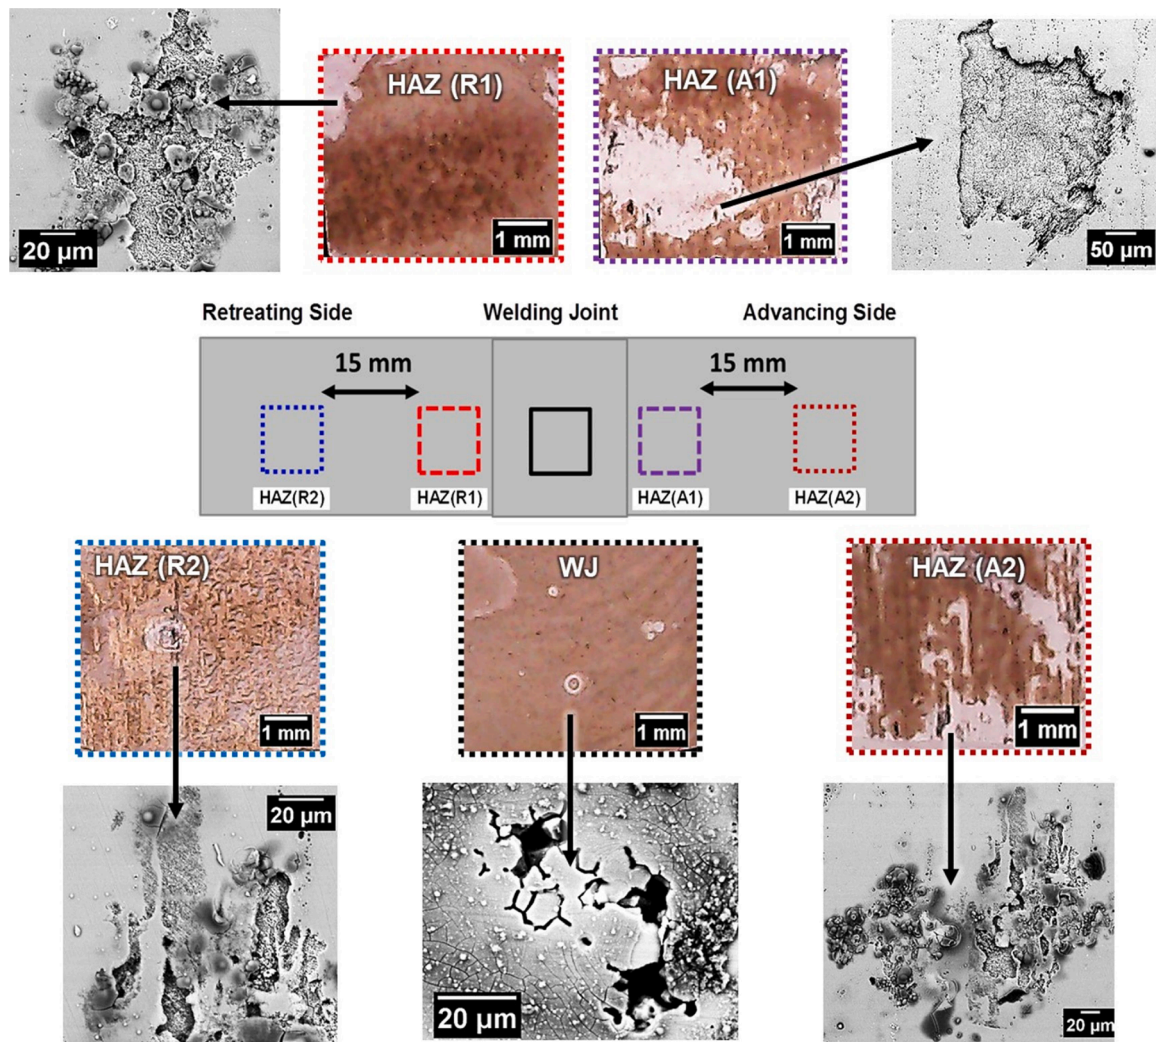 HAZ (R1)
HAZ (A1)
20 µm
1 mm
1 mm
50 µm
Retreating Side
Welding Joint
Advancing Side
15 mm
15 mm
HAZ(R2)
HAZ(R1)
HAZ(A1)
HAZ(A2)
HAZ (R2)
WJ
HAZ (A2)
1 mm
1 mm
1 mm
20 µm
20 µm
20 µm